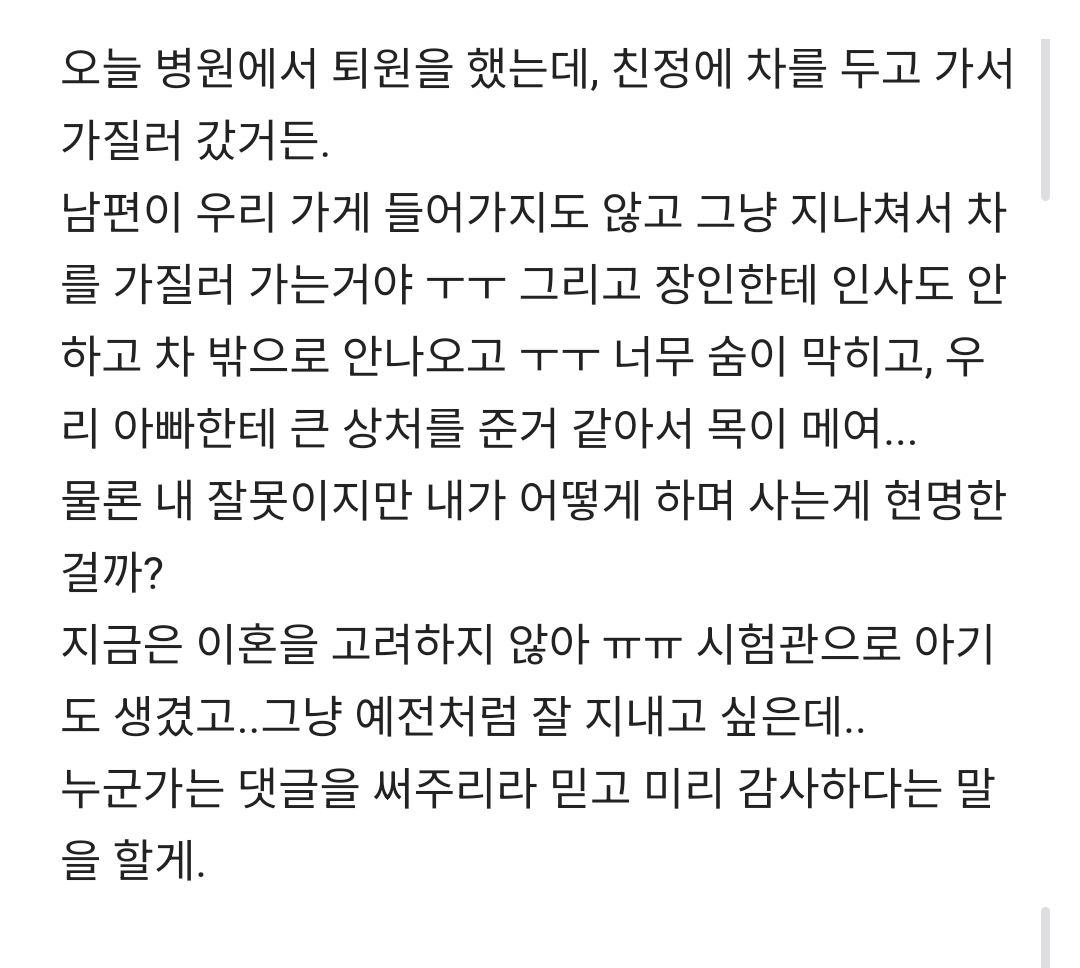 오늘 병원에서 퇴원을 했는데, 친정에 차를 두고 가서
가질러 갔거든.
남편이 우리 가게 들어가지도 않고 그냥 지나쳐서 차
를 가질러 가는거야 ㅜㅜ 그리고 장인한테 인사도 안
하고 차 밖으로 안나오고 ㅜㅜ 너무 숨이 막히고, 우
리 아빠한테 큰 상처를 준거 같아서 목이 메여...
물론 내 잘못이지만 내가 어떻게 하며 사는게 현명한
걸까?
지금은 이혼을 고려하지 않아 ㅠㅠ 시험관으로 아기
도 생겼고..그냥 예전처럼 잘 지내고 싶은데..
누군가는 댓글을 써주리라 믿고 미리 감사하다는 말
을 할게.